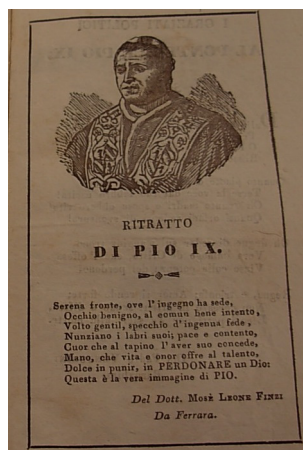 RITRATTO
DI PIO IX.
Serena fronte, ove l'ingegno ha sede,
Occhio benigno, al comun bene intento,
Volto gentil, specchio d'ingenua fede,
Nunziano i labri suoi; pace e contento,
Cuor che al tapino l'aver suo concede,
Mano, che vita e onor offre al talento,
Dolce in punir, in PERDONARE un Dio:
Questa è la vera immagine di PIO.
Del Dott. Mosè Leone Finzi
Da Ferrara.